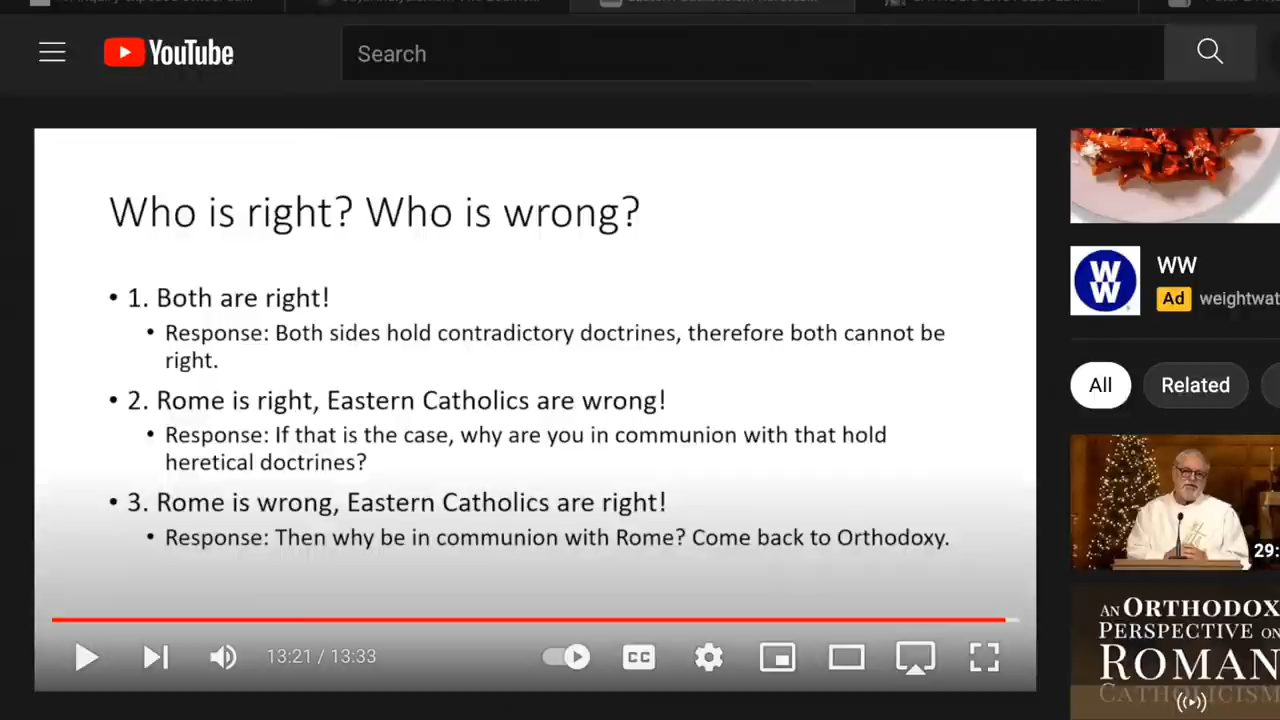 YouTube
Search
Who is right? Who is wrong?
• 1. Both are right!
• Response: Both sides hold contradictory doctrines, therefore both cannot be
right.
• 2. Rome is right, Eastern Catholics are wrong!
• Response: If that is the case, why are you in communion with that hold
heretical doctrines?
• 3. Rome is wrong, Eastern Catholics are right!
• Response: Then why be in communion with Rome? Come back to Orthodoxy.
13:21 / 13:33
CC
W
W
WW
Ad weightwat
All Related
29:
AN ORTHODOX
PERSPECTIVE ON
ROMAN
CATHOLICISM